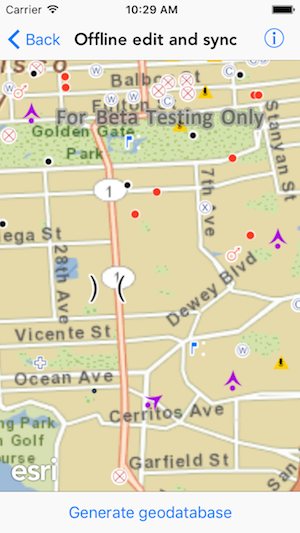 Carrier 10:29 AM
Back Offline edit and sync
Balboa St
Fulton St
For Beta Testing Only
Golden Gate
Park
Stanyan St
1
7th Ave
28th Ave
1
Dewey Blvd
Vicente St
Ocean Ave
Cerritos Ave
Golf
Garfield St
esri
Generate geodatabase